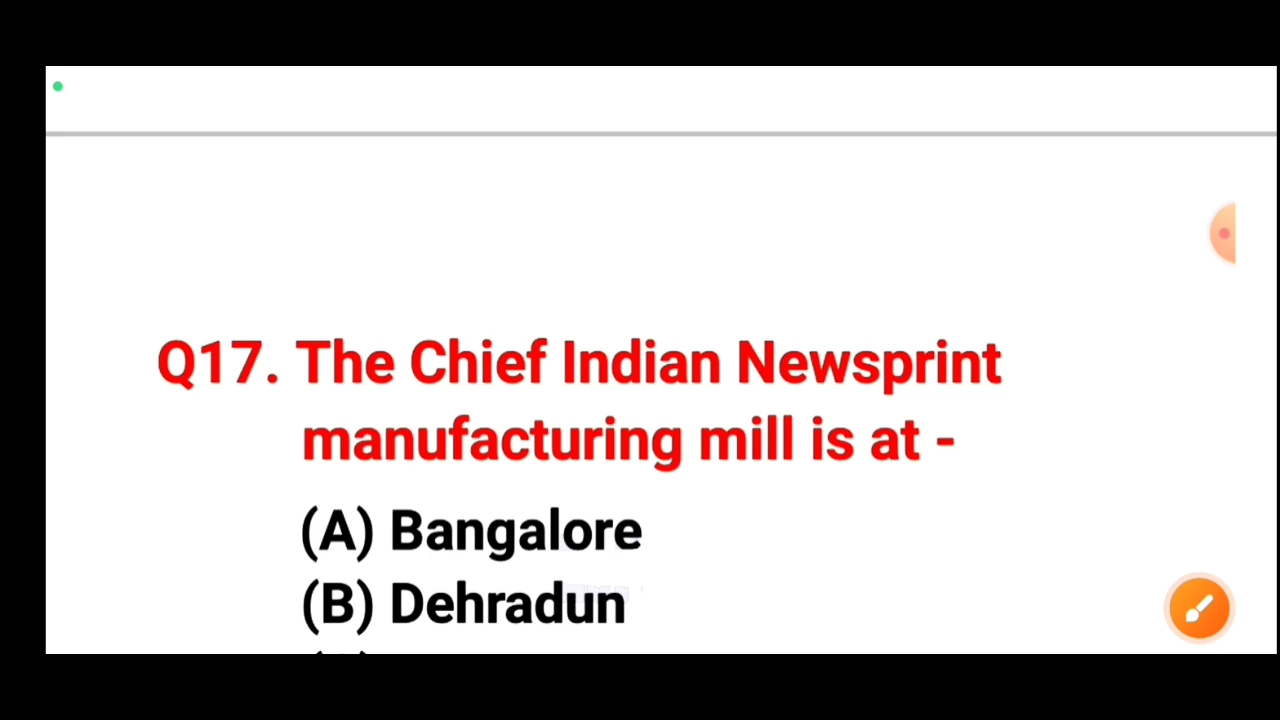 Q17. The Chief Indian Newsprint
manufacturing mill is at -
(A) Bangalore
(B) Dehradun